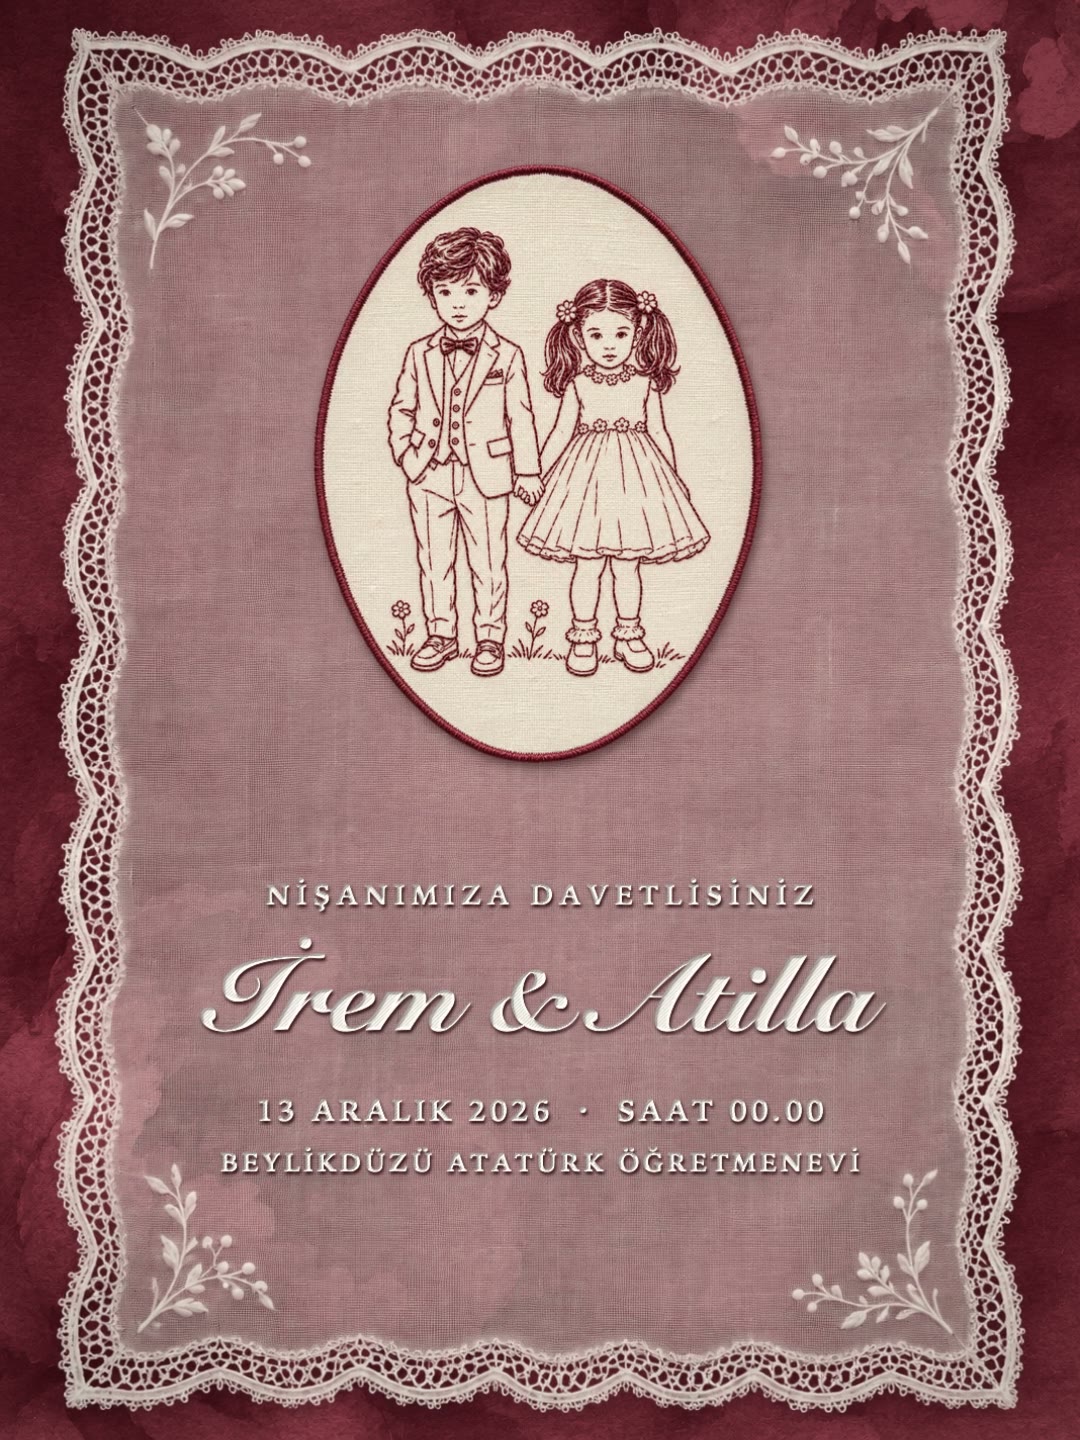 NİŞANIMIZA DAVETLİSİNİZ
İrem & Atilla
13 ARALIK 2026 · SAAT 00.00
BEYLİKDÜZÜ ATATÜRK ÖĞRETMENEVİ